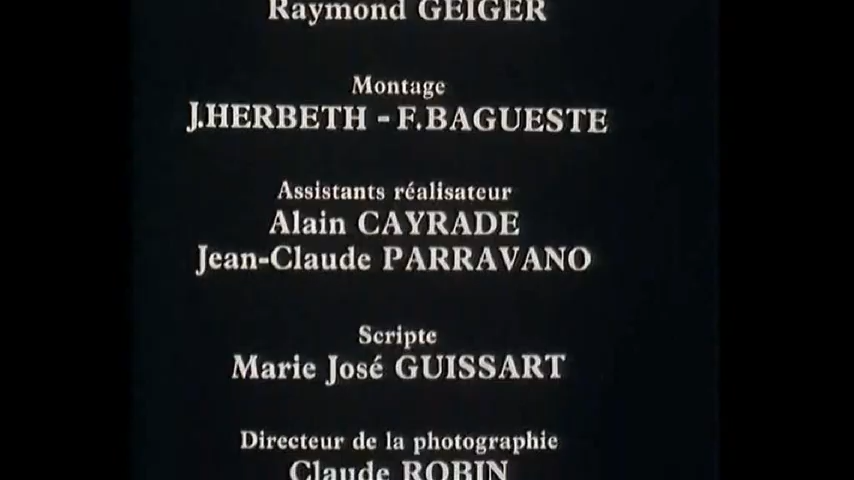 Raymond GEIGER
Montage
J.HERBETH - F.BAGUESTE
Assistants réalisateur
Alain CAYRADE
Jean-Claude PARRAVANO
Scripte
Marie José GUISSART
Directeur de la photographie
Claude ROBIN